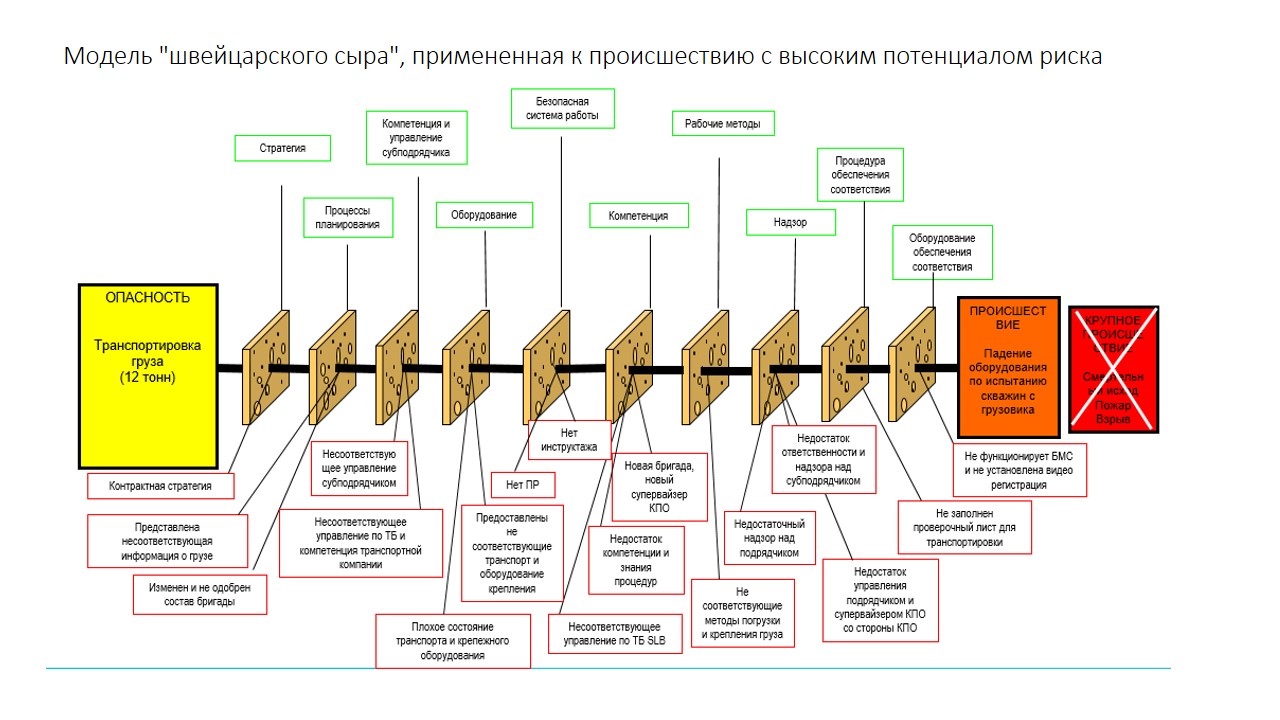 Модель "швейцарского сыра", примененная к происшествию с высоким потенциалом риска
Стратегия
Процессы
планирования
Компетенция и
управление
субподрядчика
Оборудование
Безопасная
система работы
Компетенция
Рабочие методы
Надзор
Процедура
обеспечения
соответствия
Оборудование
обеспечения
соответствия
ОПАСНОСТЬ
Транспортировка
груза
(12 тонн)
ПРОИСШЕСТ
ВИЕ
Падение
оборудования
по испытанию
скважин с
грузовика
КРУПНОЕ
ПРОИСШЕ
СТВИЕ
Смертельн
ый исход
Пожар
Взрыв
Контрактная стратегия
Представлена
несоответствующая
информация о грузе
Изменен и не одобрен
состав бригады
Несоответствую
щее управление
субподрядчиком
Несоответствующее
управление по ТБ и
компетенция транспортной
компании
Плохое состояние
транспорта и крепежного
оборудования
Предоставлены
не
соответствующие
транспорт и
оборудование
крепления
Нет ПР
Нет
инструктажа
Несоответствующее
управление по ТБ SLB
Недостаток
компетенции и
знания
процедур
Новая бригада,
новый
супервайзер
КПО
Не
соответствующие
методы погрузки
и крепления груза
Недостаточный
надзор над
подрядчиком
Недостаток
ответственности и
надзора над
субподрядчиком
Недостаток
управления
подрядчиком и
супервайзером КПО
со стороны КПО
Не заполнен
проверочный лист для
транспортировки
Не функционирует БМС
и не установлена видео
регистрация